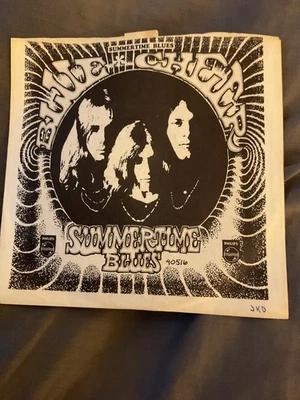 SUMMERTIME BLUES
BLUE CHEER
SUMMERTIME
BLUES
40516
PHILIPS
PHILIPS
JKD